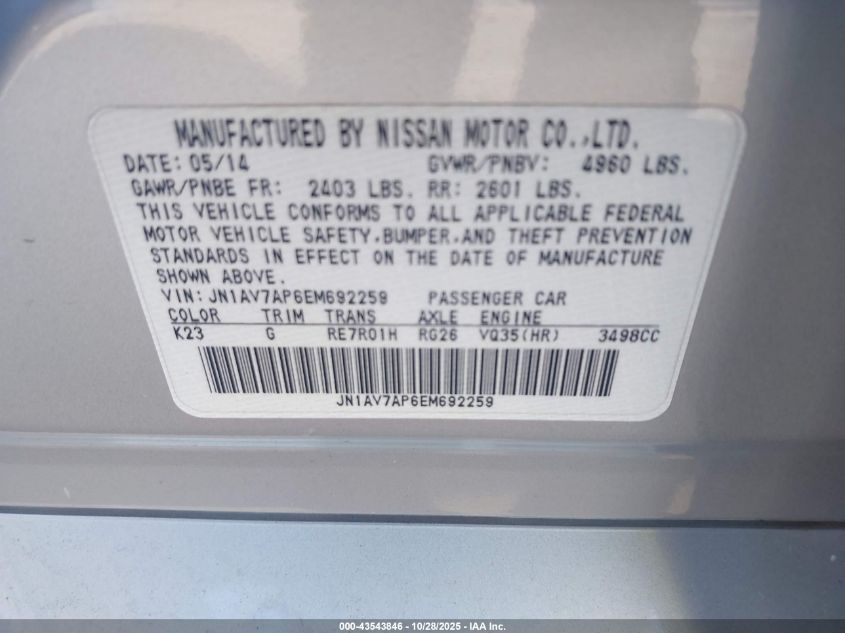 MANUFACTURED BY NISSAN MOTOR CO.,LTD.
DATE: 05/14 GVWR/PNBV: 4960 LBS.
GAWR/PNBE FR: 2403 LBS. RR: 2601 LBS.
THIS VEHICLE CONFORMS TO ALL APPLICABLE FEDERAL
MOTOR VEHICLE SAFETY,BUMPER,AND THEFT PREVENTION
STANDARDS IN EFFECT ON THE DATE OF MANUFACTURE
SHOWN ABOVE.
VIN: JN1AV7AP6EM692259 PASSENGER CAR
COLOR TRIM TRANS AXLE ENGINE
K23 G RE7R01H RG26 VQ35(HR) 3498CC
JN1AV7AP6EM692259
000-43543846 - 10/28/2025 - IAA Inc.